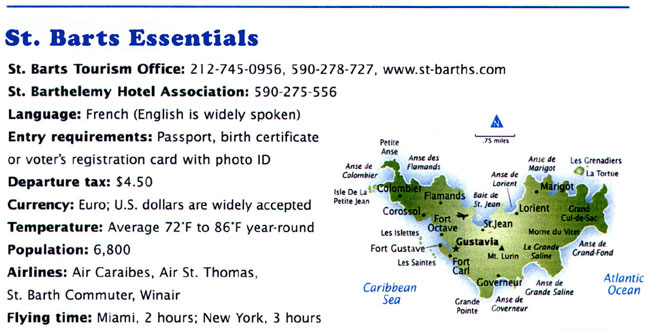 St. Barts Essentials
St. Barts Tourism Office: 212-745-0956, 590-278-727, www.st-barths.com
St. Barthelemy Hotel Association: 590-275-556
Language: French (English is widely spoken)
Entry requirements: Passport, birth certificate
or voter's registration card with photo ID
Departure tax: $4.50
Currency: Euro; U.S. dollars are widely accepted
Temperature: Average 72°F to 86°F year-round
Population: 6,800
Airlines: Air Caraibes, Air St. Thomas,
St. Barth Commuter, Winair
Flying time: Miami, 2 hours; New York, 3 hours
N
.75 miles
Petite
Anse
Anse de
Colombier
Anse des
Flamands
Anse de
Marigot
Les Grenadiers
La Tortue
Isle De La
Petite Jean
Colombier
Flamands
Baie de
St. Jean
Anse de
Lorient
Marigot
Corossol
Fort
Octave
St.Jean
Lorient
Grand
Cul-de-Sac
Les Islettes
Gustavia
Morne du Vitet
Fort Gustave
Mt. Lurin
Le Grande
Saline
Anse de
Grand-Fond
Les Saintes
Fort
Carl
Governeur
Anse de
Grande Saline
Caribbean
Sea
Grande
Pointe
Anse de
Governeur
Atlantic
Ocean